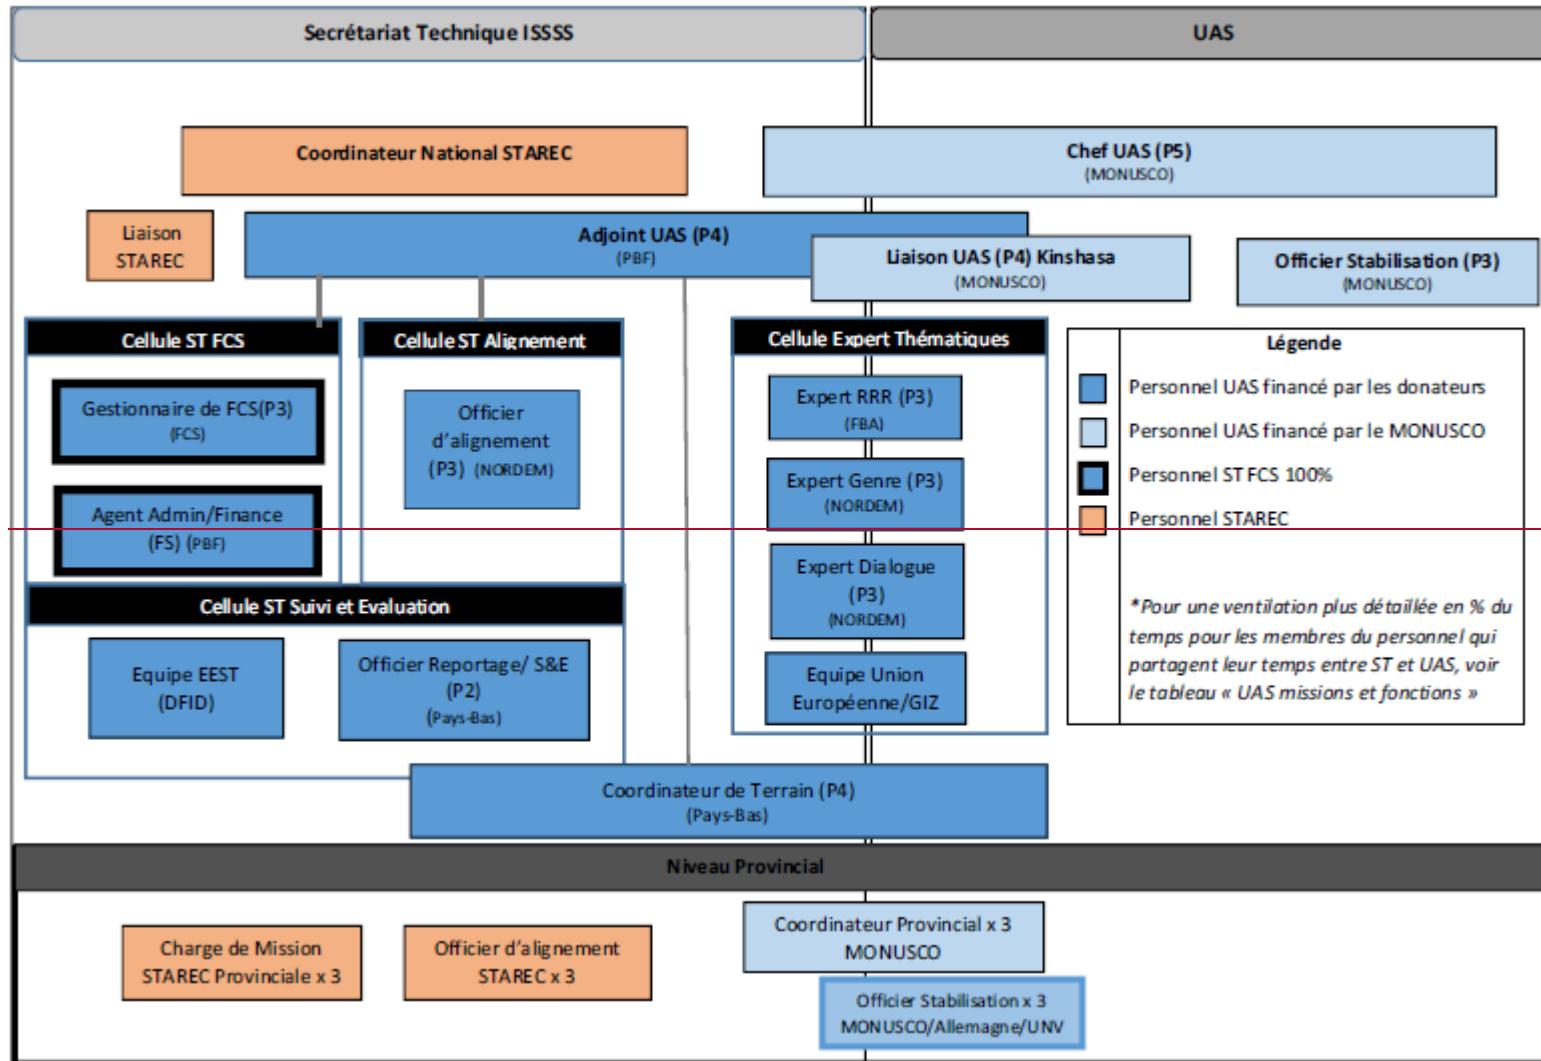 Secrétariat Technique ISSSS
UAS
Coordinateur National STAREC
Chef UAS (P5)
(MONUSCO)
Liaison
STAREC
Adjoint UAS (P4)
(PBF)
Liaison UAS (P4) Kinshasa
(MONUSCO)
Officier Stabilisation (P3)
(MONUSCO)
Cellule ST FCS
Gestionnaire de FCS(P3)
(FCS)
Agent Admin/Finance
(FS) (PBF)
Cellule ST Alignement
Officier
d'alignement
(P3) (NORDEM)
Cellule Expert Thématiques
Expert RRR (P3)
(FBA)
Expert Genre (P3)
(NORDEM)
Expert Dialogue
(P3)
(NORDEM)
Equipe Union
Européenne/GIZ
Légende
Personnel UAS financé par les donateurs
Personnel UAS financé par le MONUSCO
Personnel ST FCS 100%
Personnel STAREC
*Pour une ventilation plus détaillée en % du
temps pour les membres du personnel qui
partagent leur temps entre ST et UAS, voir
le tableau « UAS missions et fonctions »
Cellule ST Suivi et Evaluation
Equipe EEST
(DFID)
Officier Reportage/ S&E
(P2)
(Pays-Bas)
Coordinateur de Terrain (P4)
(Pays-Bas)
Niveau Provincial
Charge de Mission
STAREC Provinciale x 3
Officier d'alignement
STAREC x 3
Coordinateur Provincial x 3
MONUSCO
Officier Stabilisation x 3
MONUSCO/Allemagne/UNV